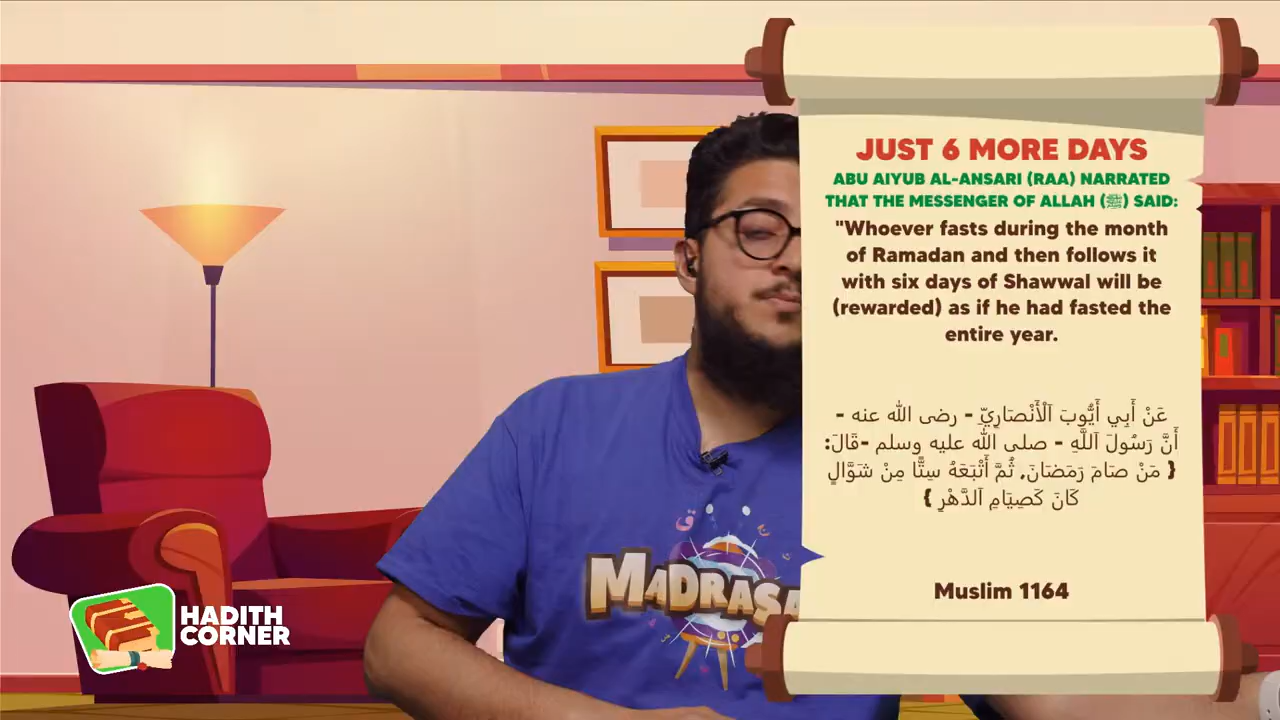 JUST 6 MORE DAYS
ABU AIYUB AL-ANSARI (RAA) NARRATED
THAT THE MESSENGER OF ALLAH (ﷺ) SAID:
"Whoever fasts during the month
of Ramadan and then follows it
with six days of Shawwal will be
(rewarded) as if he had fasted the
entire year.
عَنْ أَبِي أَيُّوبَ اَلْأَنْصَارِيِّ - رضى الله عنه -
أَنَّ رَسُولَ اَللَّهِ - صلى الله عليه وسلم -قَالَ:
{ مَنْ صَامَ رَمَضَانَ, ثُمَّ أَتْبَعَهُ سِتًّا مِنْ شَوَّالٍ
كَانَ كَصِيَامِ اَلدَّهْرِ }
Muslim 1164
MADRASA
HADITH
CORNER